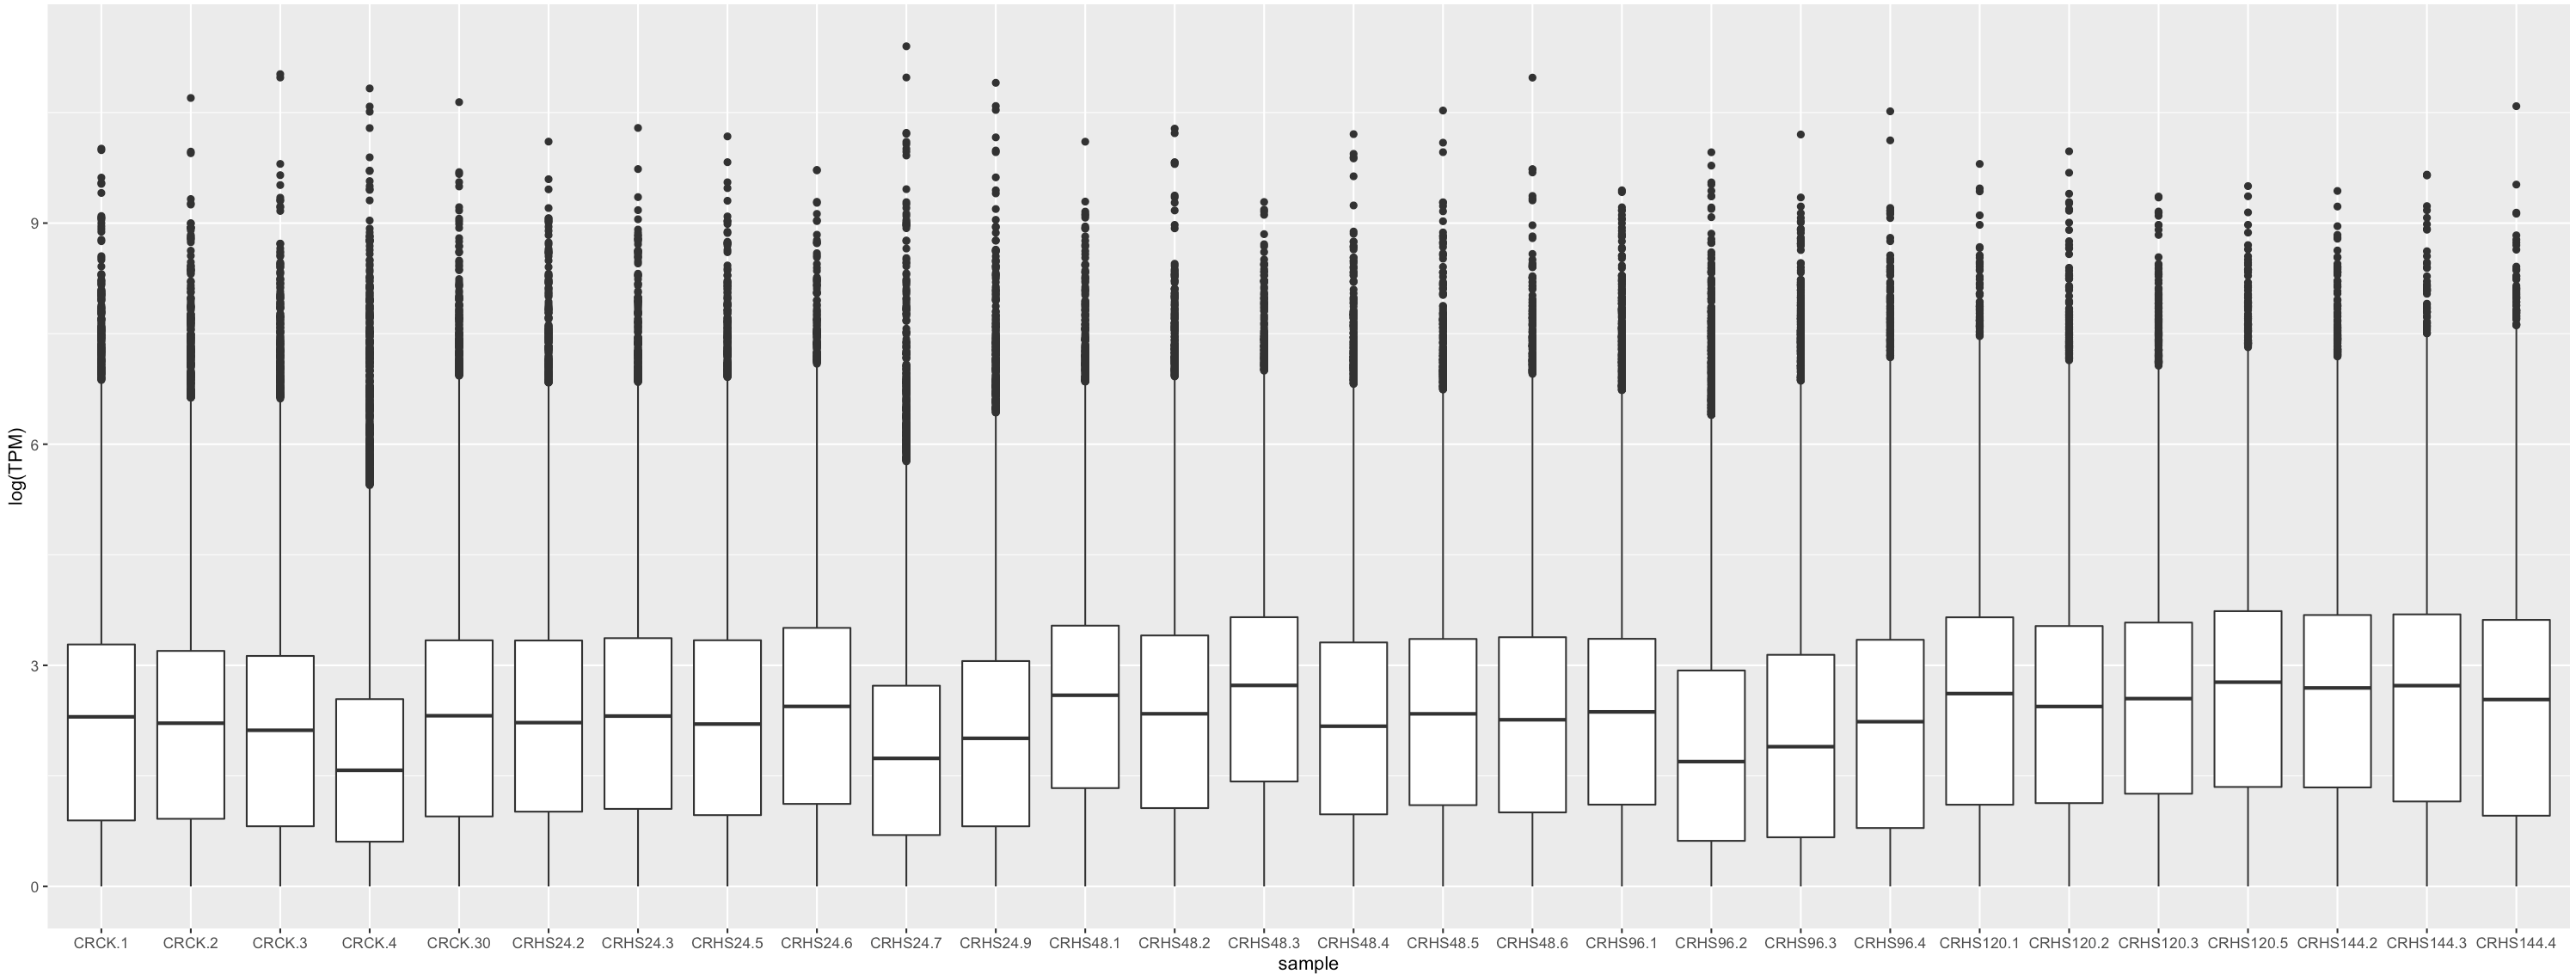 log(TPM)
9
6
3
0
CRCK.1 CRCK.2 CRCK.3 CRCK.4 CRCK.30 CRHS24.2 CRHS24.3 CRHS24.5 CRHS24.6 CRHS24.7 CRHS24.9 CRHS48.1 CRHS48.2 CRHS48.3 CRHS48.4 CRHS48.5 CRHS48.6 CRHS96.1 CRHS96.2 CRHS96.3 CRHS96.4 CRHS120.1 CRHS120.2 CRHS120.3 CRHS120.5 CRHS144.2 CRHS144.3 CRHS144.4
sample